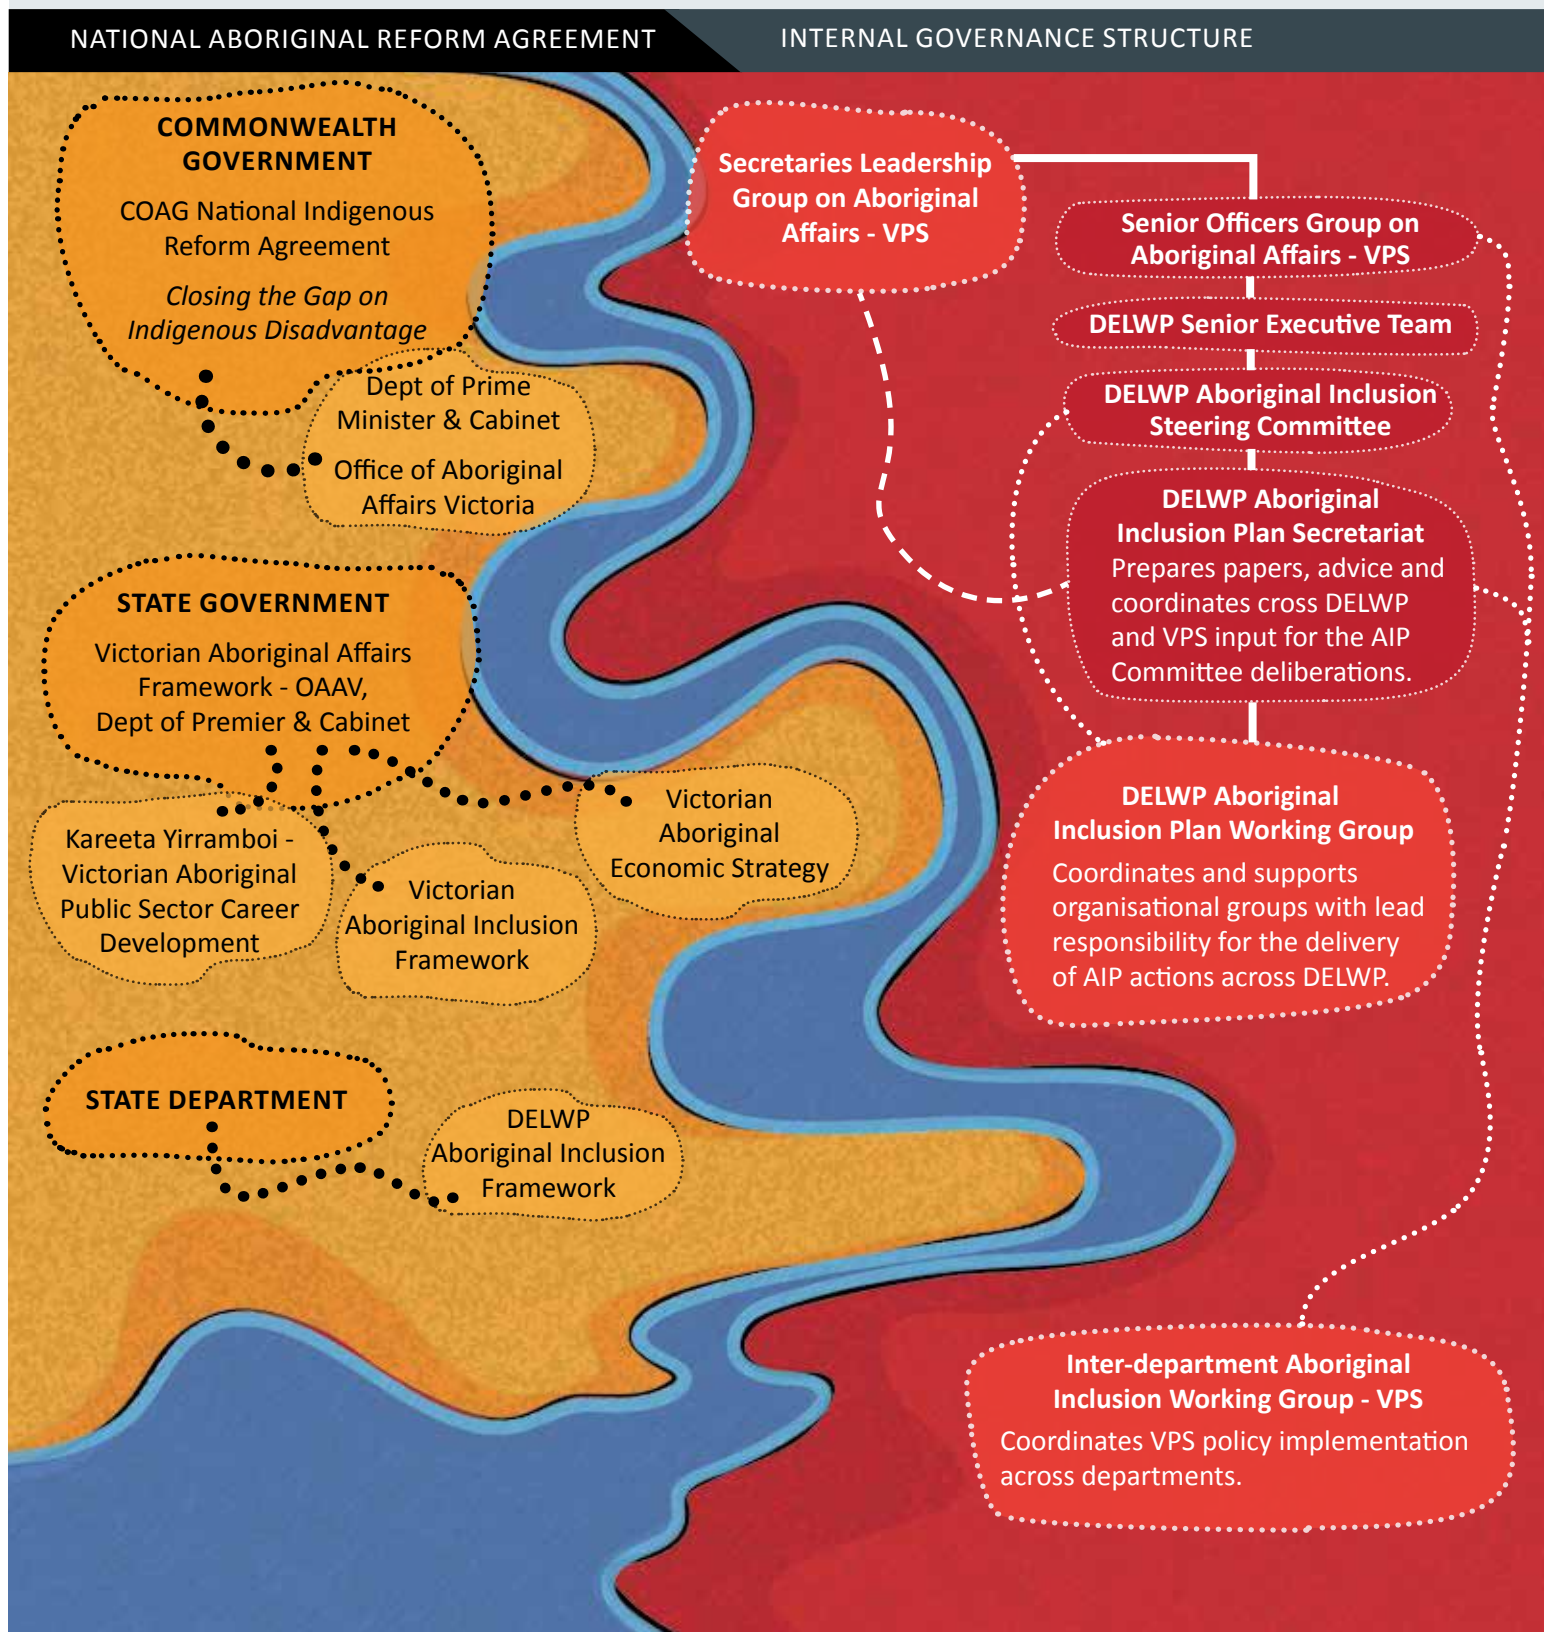 NATIONAL ABORIGINAL REFORM AGREEMENT
INTERNAL GOVERNANCE STRUCTURE
COMMONWEALTH
GOVERNMENT
COAG National Indigenous
Reform Agreement
Closing the Gap on
Indigenous Disadvantage
Dept of Prime
Minister & Cabinet
Office of Aboriginal
Affairs Victoria
STATE GOVERNMENT
Victorian Aboriginal Affairs
Framework - OAAV,
Dept of Premier & Cabinet
Kareeta Yirramboi -
Victorian Aboriginal
Public Sector Career
Development
Victorian
Aboriginal Inclusion
Framework
Victorian
Aboriginal
Economic Strategy
STATE DEPARTMENT
DELWP
Aboriginal Inclusion
Framework
Secretaries Leadership
Group on Aboriginal
Affairs - VPS
Senior Officers Group on
Aboriginal Affairs - VPS
DELWP Senior Executive Team
DELWP Aboriginal Inclusion
Steering Committee
DELWP Aboriginal
Inclusion Plan Secretariat
Prepares papers, advice and
coordinates cross DELWP
and VPS input for the AIP
Committee deliberations.
DELWP Aboriginal
Inclusion Plan Working Group
Coordinates and supports
organisational groups with lead
responsibility for the delivery
of AIP actions across DELWP.
Inter-department Aboriginal
Inclusion Working Group - VPS
Coordinates VPS policy implementation
across departments.